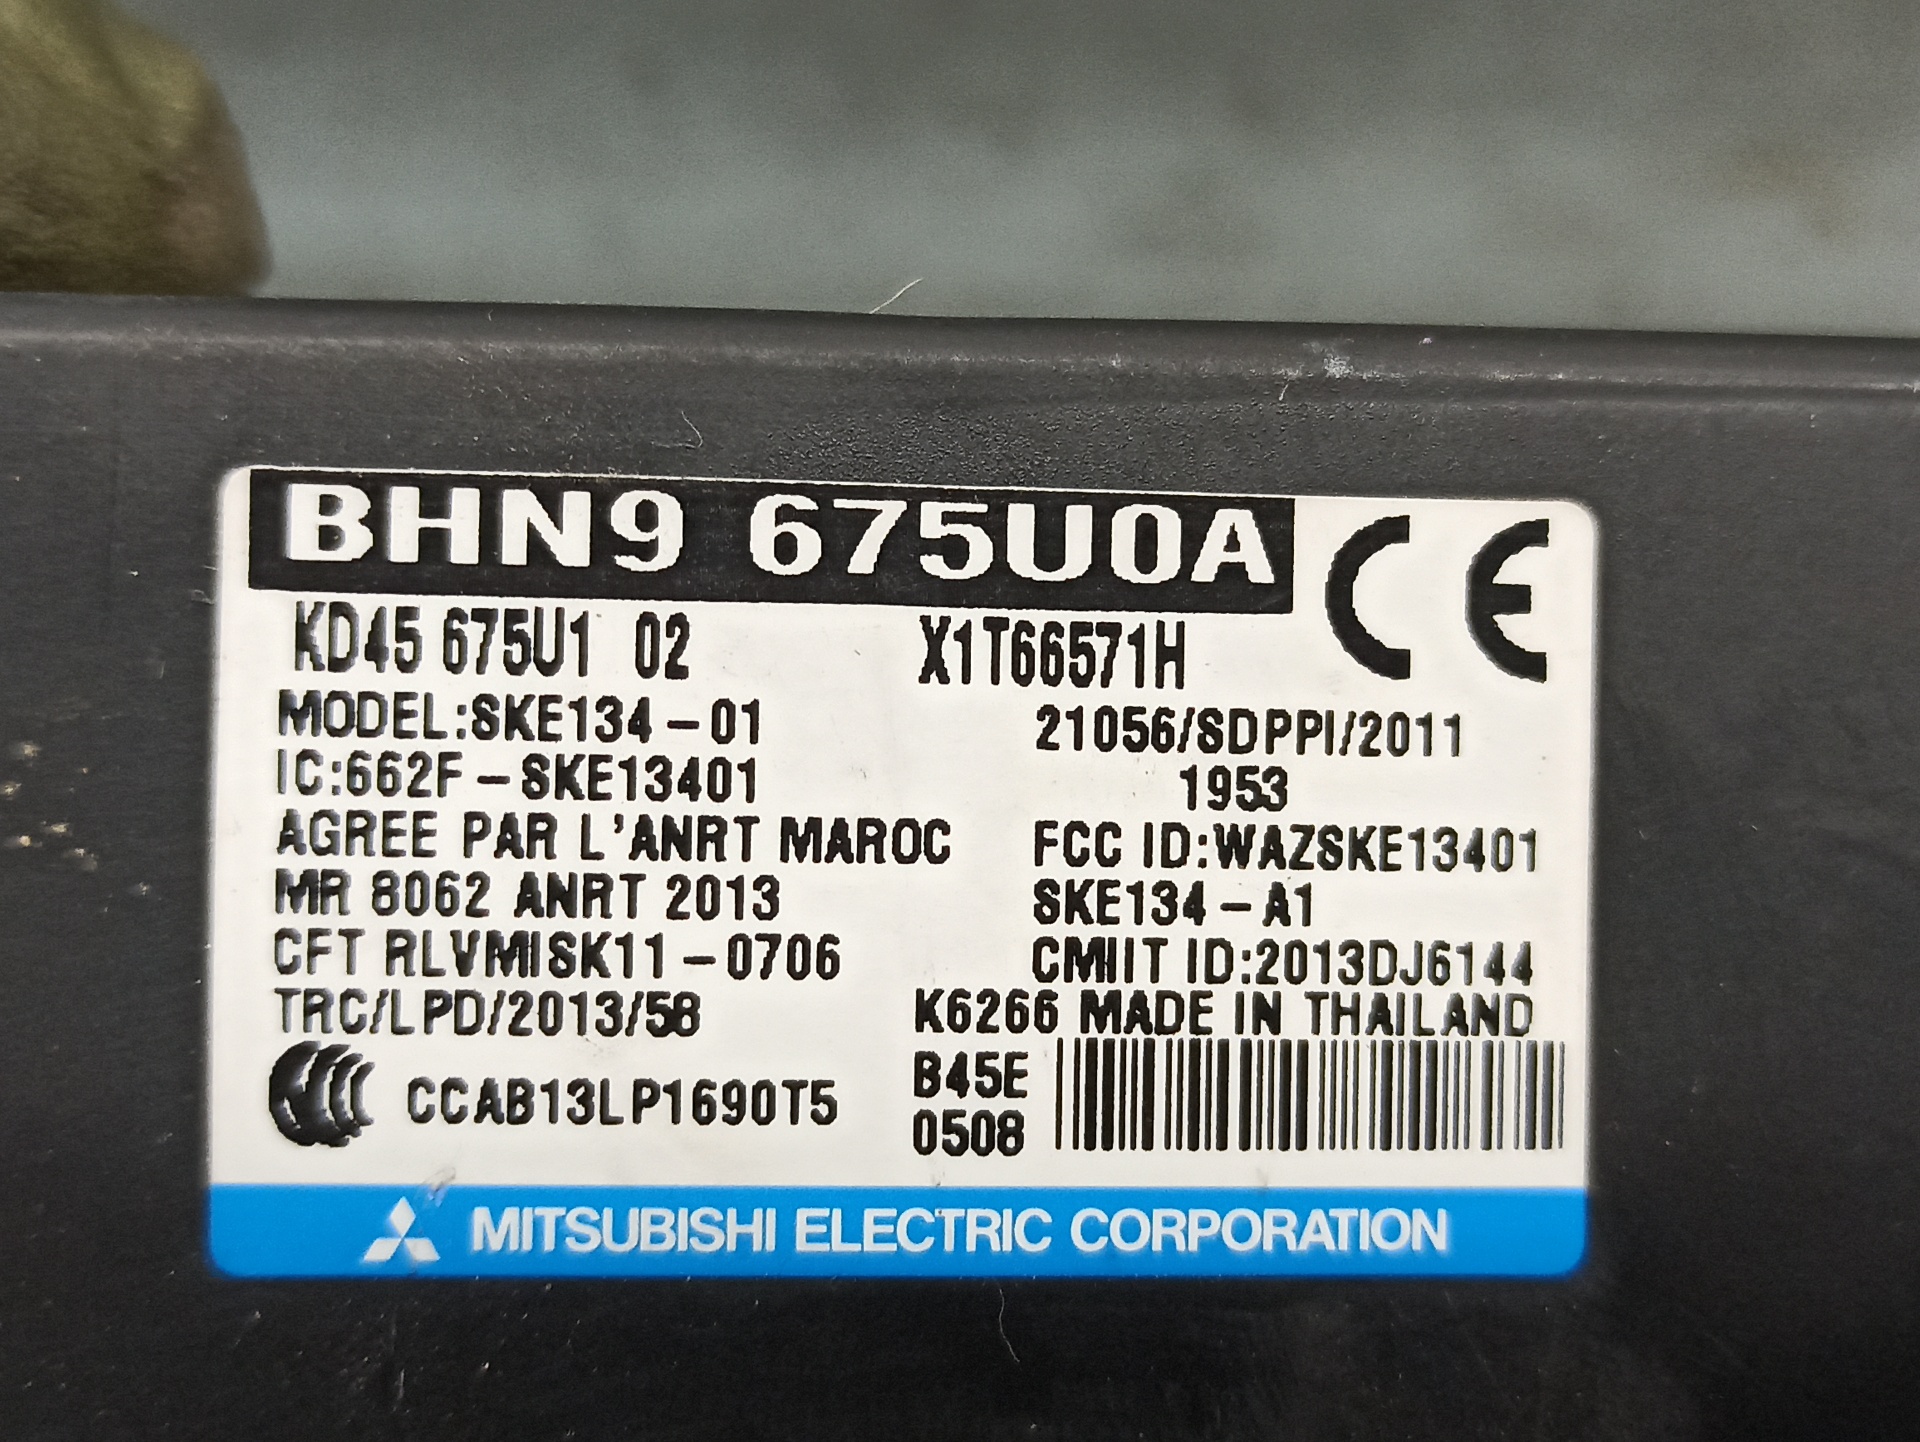 BHN9 675U0A
CE
KD45 675U1 02 X1T66571H
MODEL:SKE134-01 21056/SDPPI/2011
IC:662F-SKE13401 1953
AGREE PAR L'ANRT MAROC FCC ID:WAZSKE13401
MR 8062 ANRT 2013 SKE134-A1
CFT RLVMISK11-0706 CMIIT ID:2013DJ6144
TRC/LPD/2013/58 K6266 MADE IN THAILAND
CCAB13LP1690T5 B45E
0508
MITSUBISHI ELECTRIC CORPORATION